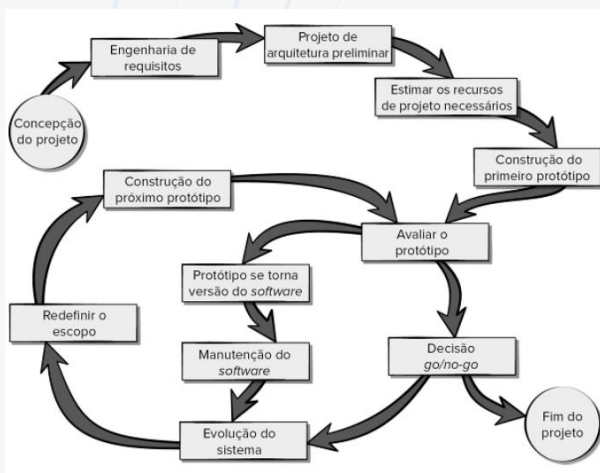 Engenharia de
requisitos
Projeto de
arquitetura preliminar
Estimar os recursos
de projeto necessários
Concepção
do projeto
Construção do
primeiro protótipo
Construção do
próximo protótipo
Avaliar o
protótipo
Protótipo se torna
versão do software
Redefinir o
escopo
Manutenção do
software
Decisão
go/no-go
Evolução do
sistema
Fim do
projeto